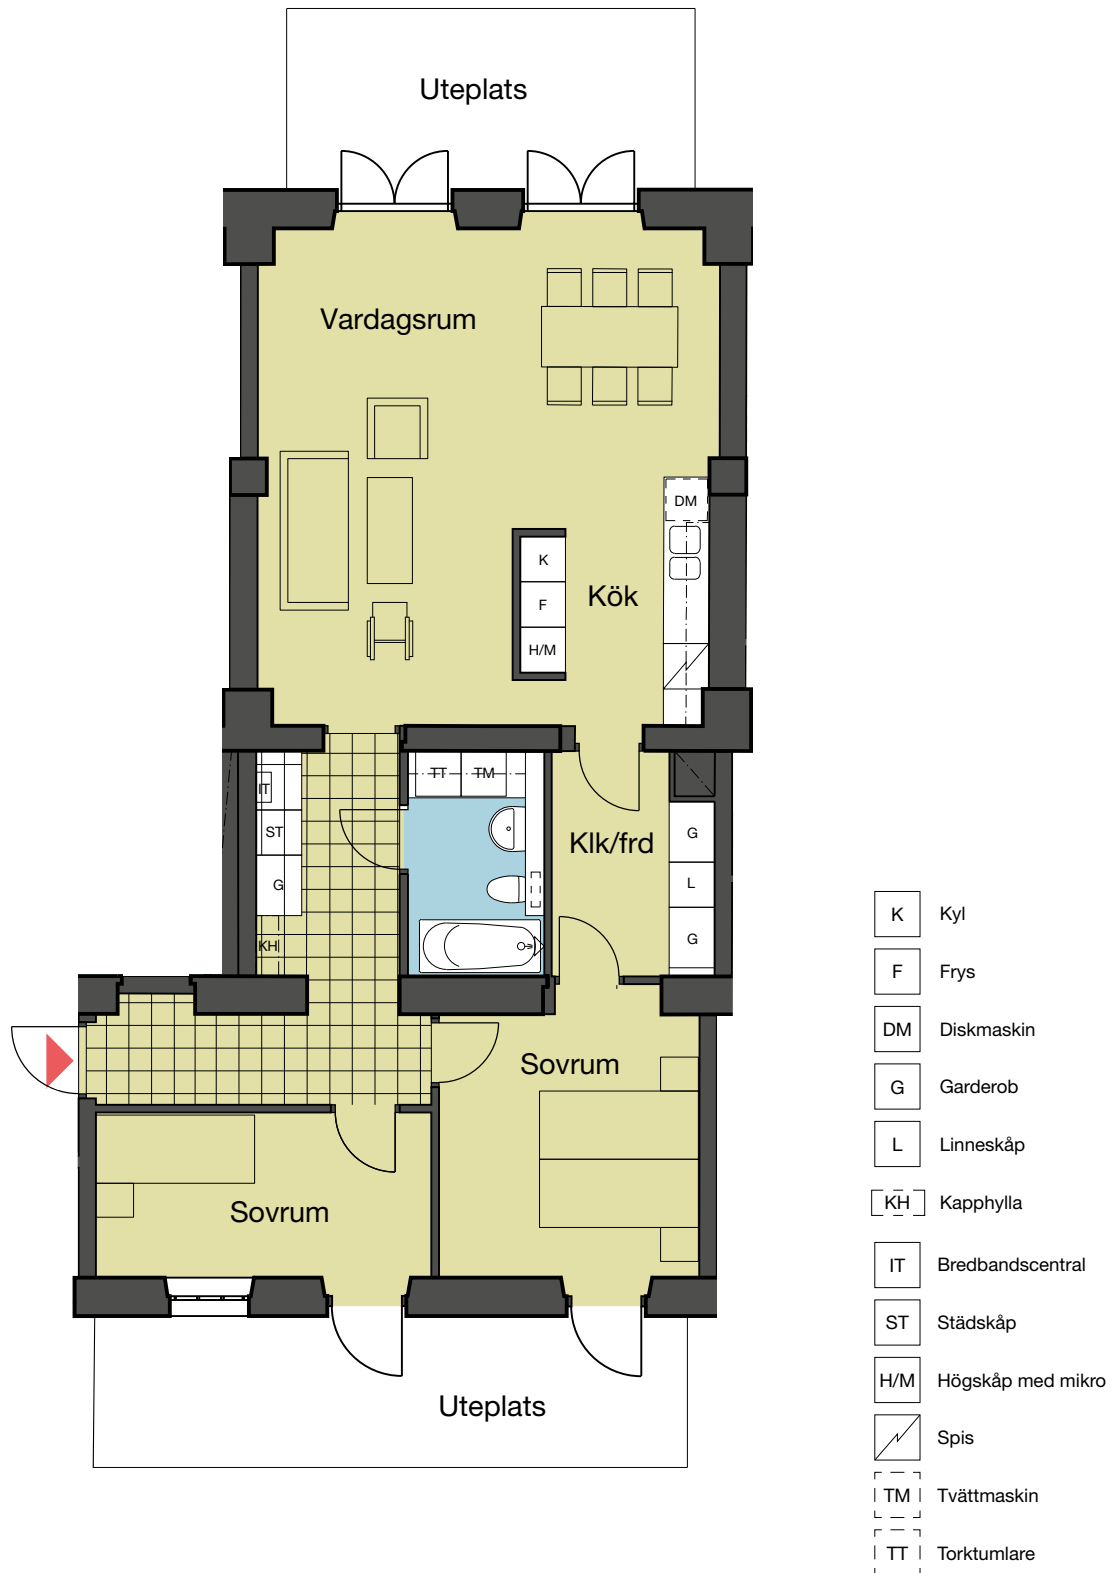 Uteplats
Vardagsrum
DM
K
F
H/M
Kök
IT
ST
G
KH
TT
TM
Klk/frd
G
L
G
Sovrum
Sovrum
Uteplats
K Kyl
F Frys
DM Diskmaskin
G Garderob
L Linneskåp
KH Kapphylla
IT Bredbandscentral
ST Städskåp
H/M Högskåp med mikro
Spis
TM Tvättmaskin
TT Torktumlare